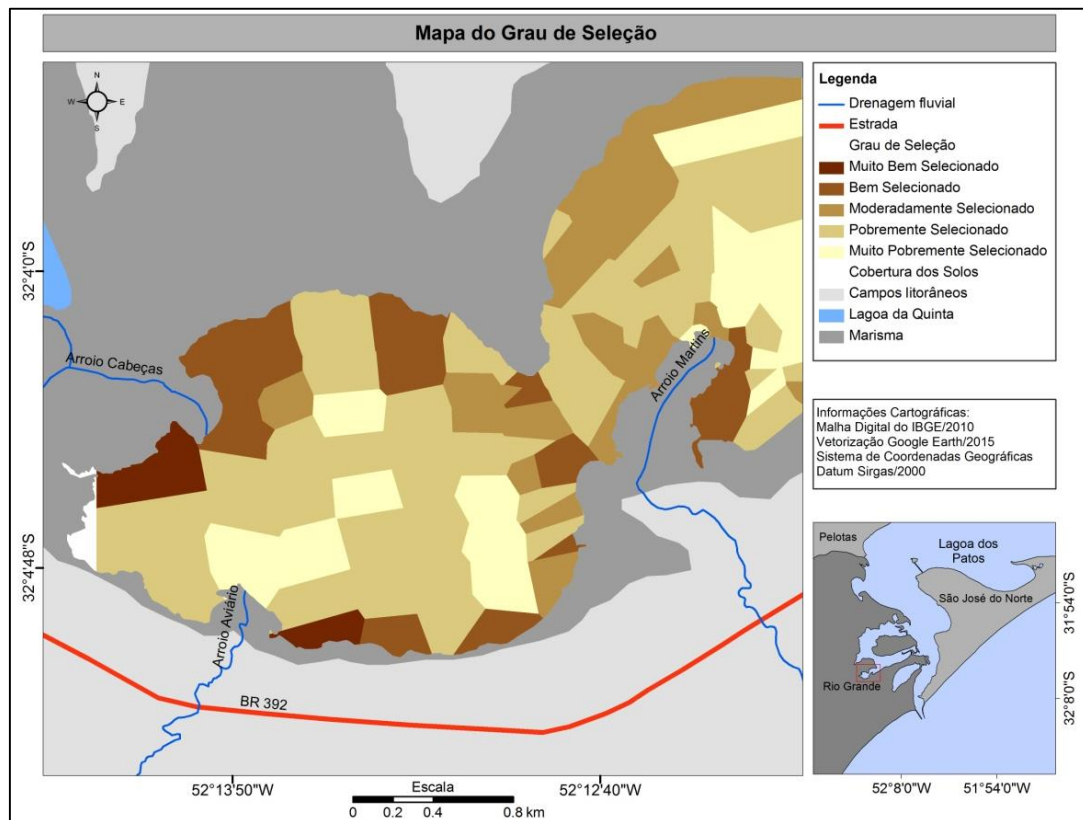 Mapa do Grau de Seleção
N
W E
S
32°4'0"S
32°4'48"S
Arroio Cabeças
Arroio Martins
Arroio Aviário
BR 392
52°13'50"W
52°12'40"W
Escala
0 0.2 0.4 0.8 km
Legenda
Drenagem fluvial
Estrada
Grau de Seleção
Muito Bem Selecionado
Bem Selecionado
Moderadamente Selecionado
Pobremente Selecionado
Muito Pobremente Selecionado
Cobertura dos Solos
Campos litorâneos
Lagoa da Quinta
Marisma
Informações Cartográficas:
Malha Digital do IBGE/2010
Vetorização Google Earth/2015
Sistema de Coordenadas Geográficas
Datum Sirgas/2000
Pelotas
Lagoa dos
Patos
São José do Norte
Rio Grande
31°54'0"S
32°8'0"S
52°8'0"W
51°54'0"W